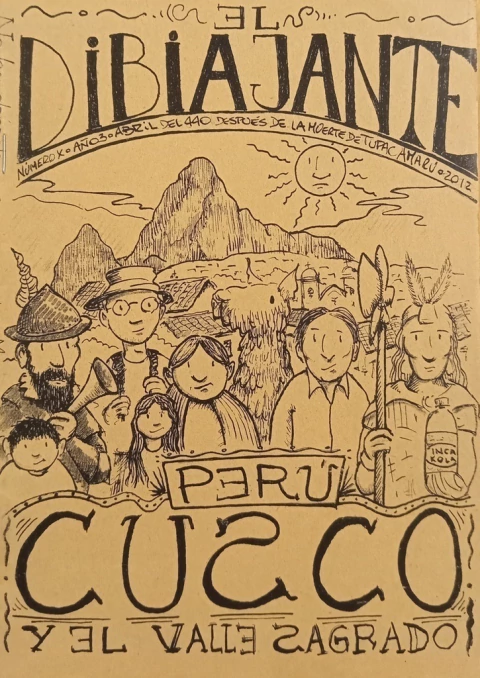 EL
DIBIAJANTE
NÚMERO X • AÑO 3 • ABRIL DEL 440 DESPUÉS DE LA MUERTE DE TUPAC AMARU • 2012
INCA
KOLA
PERÚ
CUSCO
Y EL VALLE SAGRADO